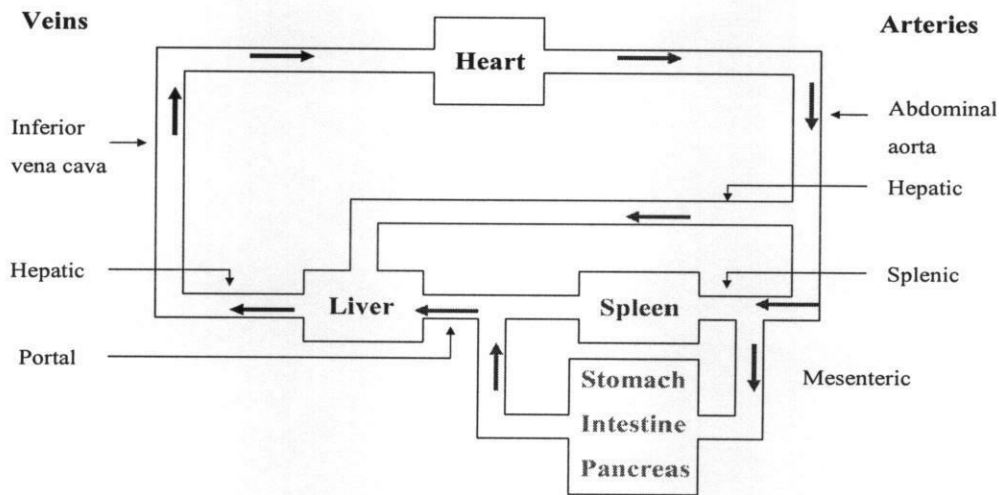 Veins
Arteries
Heart
Inferior
vena cava
Abdominal
aorta
Hepatic
Hepatic
Splenic
Liver
Spleen
Portal
Mesenteric
Stomach
Intestine
Pancreas